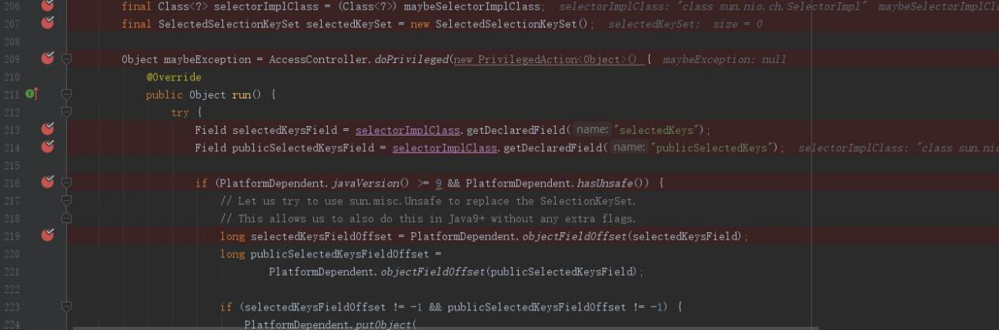 206 final Class<?> selectorImplClass = (Class<?>) maybeSelectorImplClass; selectorImplClass: "class sun.nio.ch.SelectorImpl" maybeSelectorImplCla
207 final SelectedSelectionKeySet selectedKeySet = new SelectedSelectionKeySet(); selectedKeySet: size = 0
208
209 Object maybeException = AccessController.doPrivileged(new PrivilegedAction<Object>() { maybeException: null
210 @Override
211 public Object run() {
212 try {
213 Field selectedKeysField = selectorImplClass.getDeclaredField( name: "selectedKeys");
214 Field publicSelectedKeysField = selectorImplClass.getDeclaredField( name: "publicSelectedKeys"); selectorImplClass: "class sun.nio
215
216 if (PlatformDependent.javaVersion() >= 9 && PlatformDependent.hasUnsafe()) {
217 // Let us try to use sun.misc.Unsafe to replace the SelectionKeySet.
218 // This allows us to also do this in Java9+ without any extra flags.
219 long selectedKeysFieldOffset = PlatformDependent.objectFieldOffset(selectedKeysField);
220 long publicSelectedKeysFieldOffset =
221 PlatformDependent.objectFieldOffset(publicSelectedKeysField);
222
223 if (selectedKeysFieldOffset != -1 && publicSelectedKeysFieldOffset != -1) {
224 PlatformDependent.putObject(